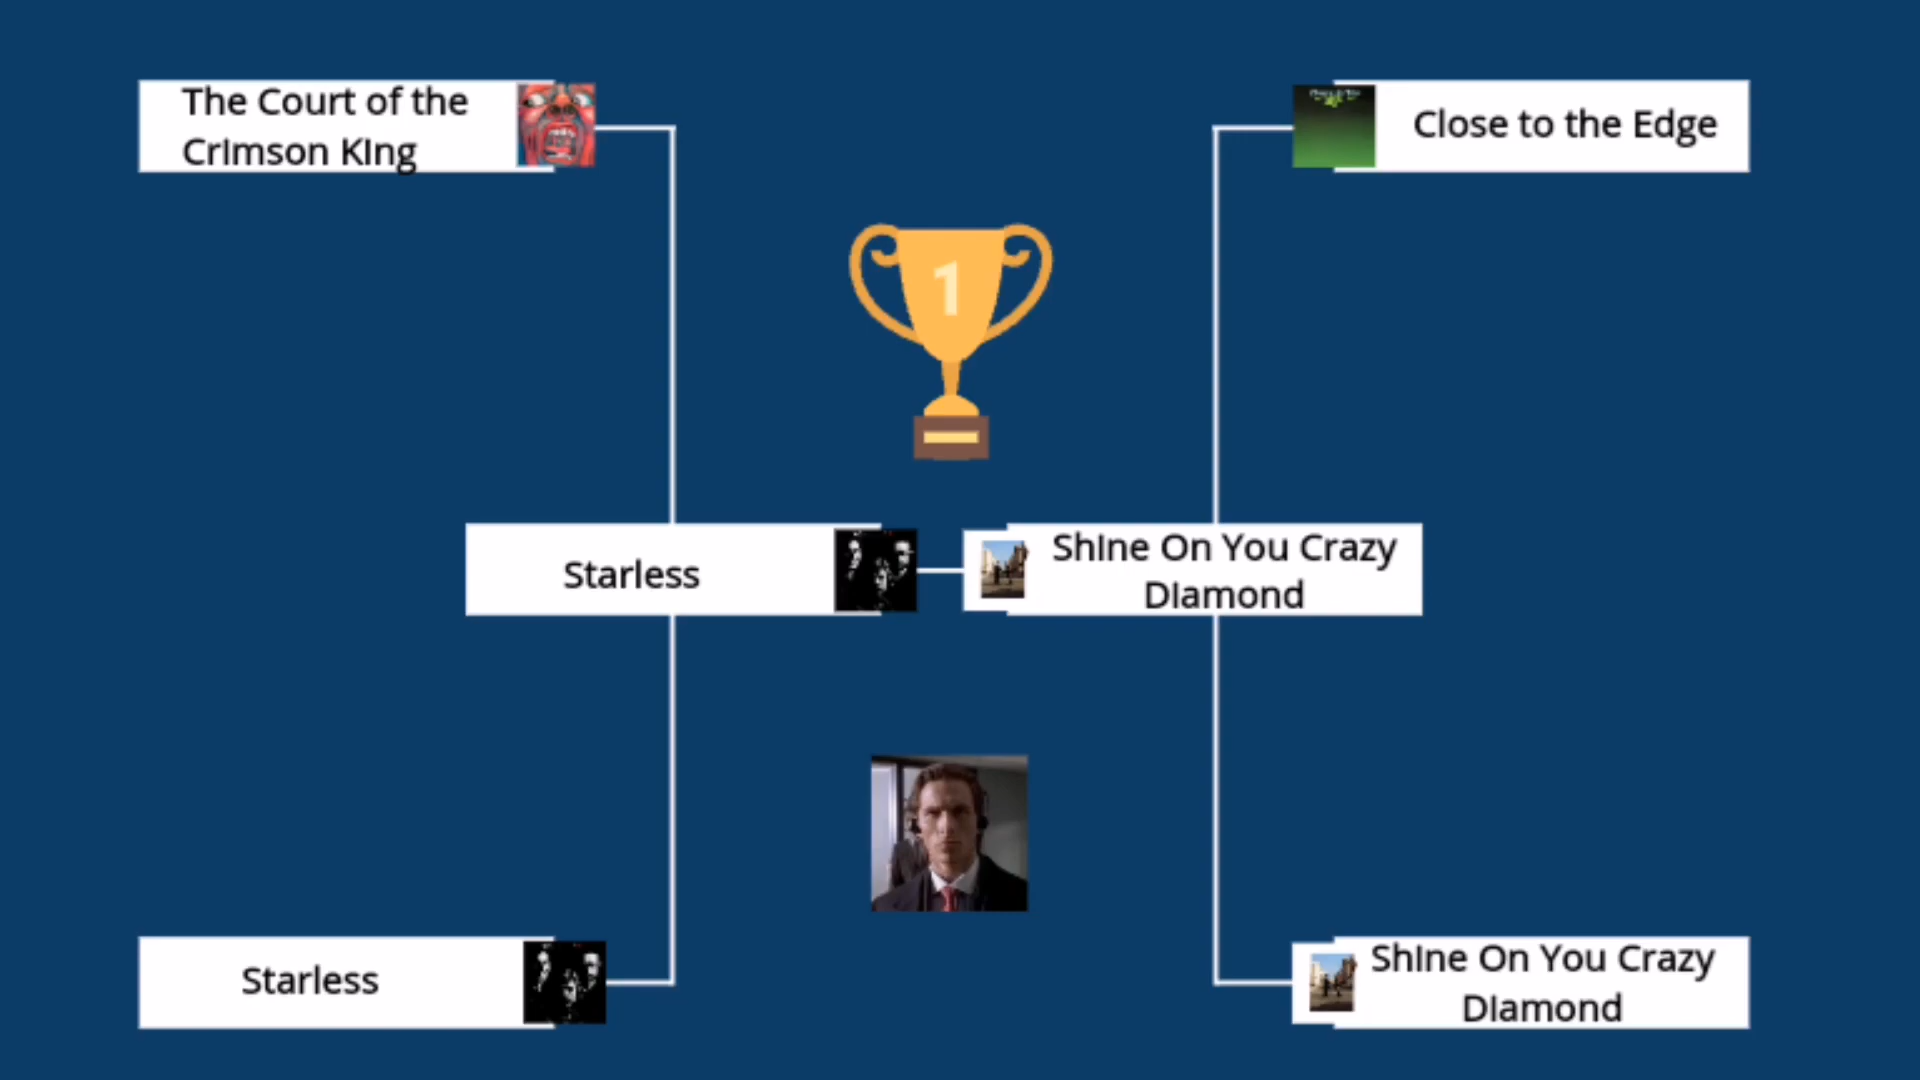 The Court of the
Crimson King
Close to the Edge
1
Starless
Shine On You Crazy
Diamond
Starless
Shine On You Crazy
Diamond